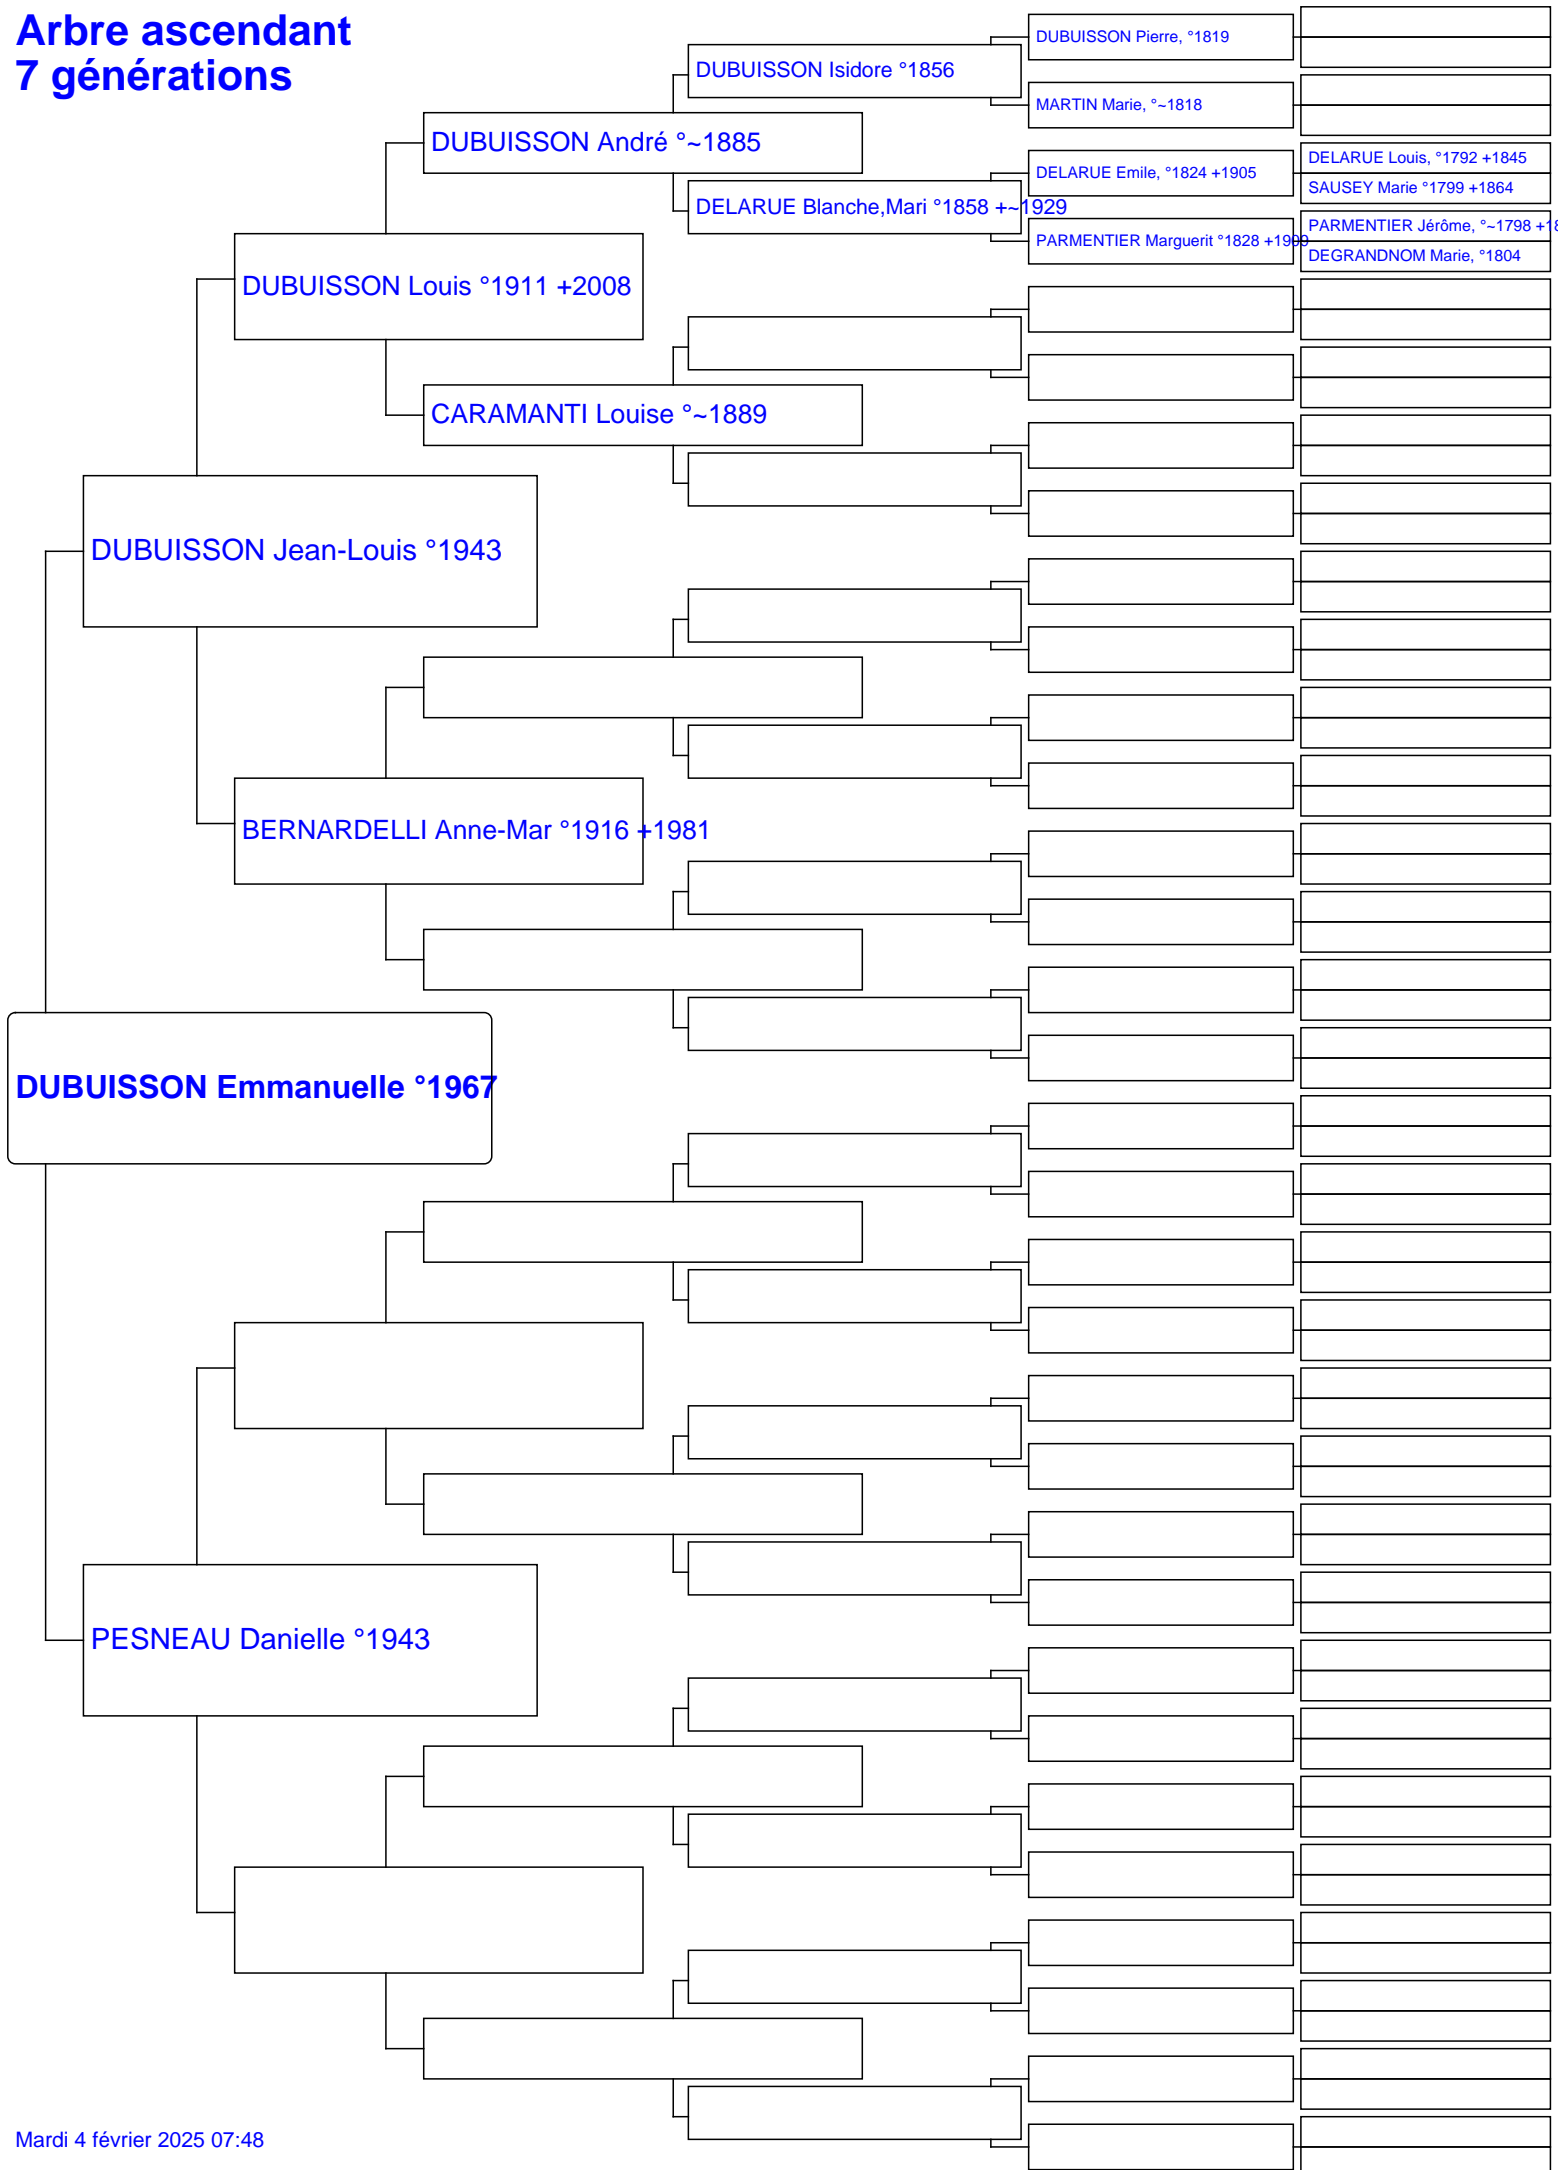 Arbre ascendant
7 générations
DUBUISSON Pierre, °1819
DUBUISSON Isidore °1856
MARTIN Marie, °~1818
DUBUISSON André °~1885
DELARUE Louis, °1792 +1845
DELARUE Emile, °1824 +1905
SAUSEY Marie °1799 +1864
DELARUE Blanche,Mari °1858 +~1929
PARMENTIER Jérôme, °~1798 +18
PARMENTIER Marguerit °1828 +1909
DEGRANDNOM Marie, °1804
DUBUISSON Louis °1911 +2008
CARAMANTI Louise °~1889
DUBUISSON Jean-Louis °1943
BERNARDELLI Anne-Mar °1916 +1981
DUBUISSON Emmanuelle °1967
PESNEAU Danielle °1943
Mardi 4 février 2025 07:48